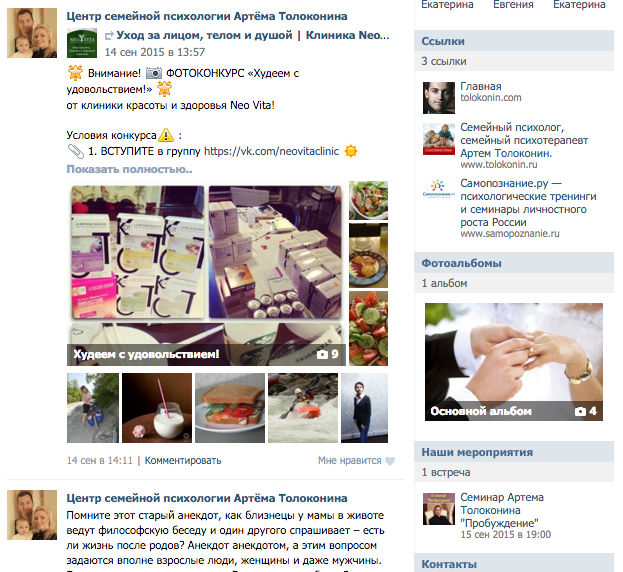 Центр семейной психологии Артёма Толоконина
Уход за лицом, телом и душой | Клиника Neo...
14 сен 2015 в 13:57
Внимание! ФОТОКОНКУРС «Худеем с
удовольствием!»
от клиники красоты и здоровья Neo Vita!
Условия конкурса :
1. ВСТУПИТЕ в группу https://vk.com/neovitaclinic
Показать полностью..
Худеем с удовольствием!
9
14 сен в 14:11 | Комментировать
Мне нравится
Центр семейной психологии Артёма Толоконина
Помните этот старый анекдот, как близнецы у мамы в животе
ведут философскую беседу и один другого спрашивает – есть
ли жизнь после родов? Анекдот анекдотом, а этим вопросом
задаются вполне взрослые люди, женщины и даже мужчины.
Екатерина Евгения Екатерина
Ссылки
3 ссылки
Главная
tolokonin.com
Семейный психолог,
семейный психотерапевт
Артем Толоконин.
www.tolokonin.ru
Самопознание.ру —
психологические тренинги
и семинары личностного
роста России
www.samopoznanie.ru
Фотоальбомы
1 альбом
Основной альбом
4
Наши мероприятия
1 встреча
Семинар Артема
Толоконина
"Пробуждение"
15 сен 2015 в 19:00
Контакты